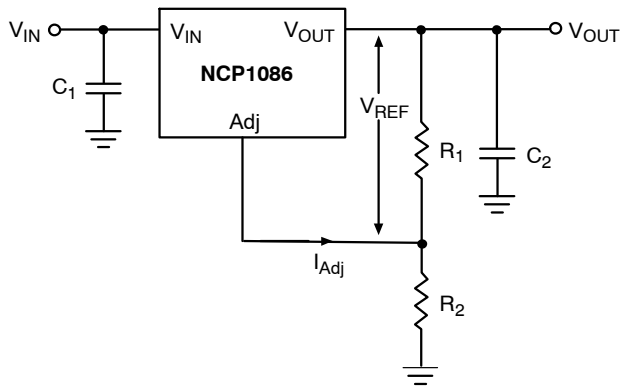 VIN
VIN
VOUT
VOUT
NCP1086
C1
VREF
Adj
R1
C2
IAdj
R2